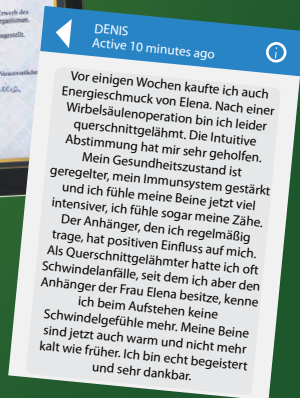 Erwerb des
ausgestellt.
DENIS
Active 10 minutes ago
Vor einigen Wochen kaufte ich auch
Energieschmuck von Elena. Nach einer
Wirbelsäulenoperation bin ich leider
querschnittgelähmt. Die Intuitive
Abstimmung hat mir sehr geholfen.
Mein Gesundheitszustand ist
geregelter, mein Immunsystem gestärkt
und ich fühle meine Beine jetzt viel
intensiver, ich fühle sogar meine Zähe.
Der Anhänger, den ich regelmäßig
trage, hat positiven Einfluss auf mich.
Als Querschnittgelähmter hatte ich oft
Schwindelanfälle, seit dem ich aber den
Anhänger der Frau Elena besitze, kenne
ich beim Aufstehen keine
Schwindelgefühle mehr. Meine Beine
sind jetzt auch warm und nicht mehr
kalt wie früher. Ich bin echt begeistert
und sehr dankbar.